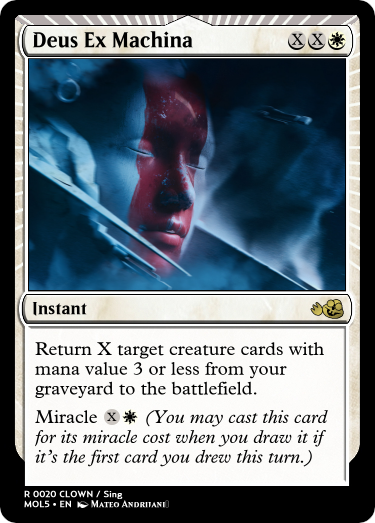 Deus Ex Machina X X
Instant
Return X target creature cards with
mana value 3 or less from your
graveyard to the battlefield.
Miracle X (You may cast this card
for its miracle cost when you draw it if
it's the first card you drew this turn.)
R 0020 CLOWN / Sing
MOL5 • EN Mateo Andrijani